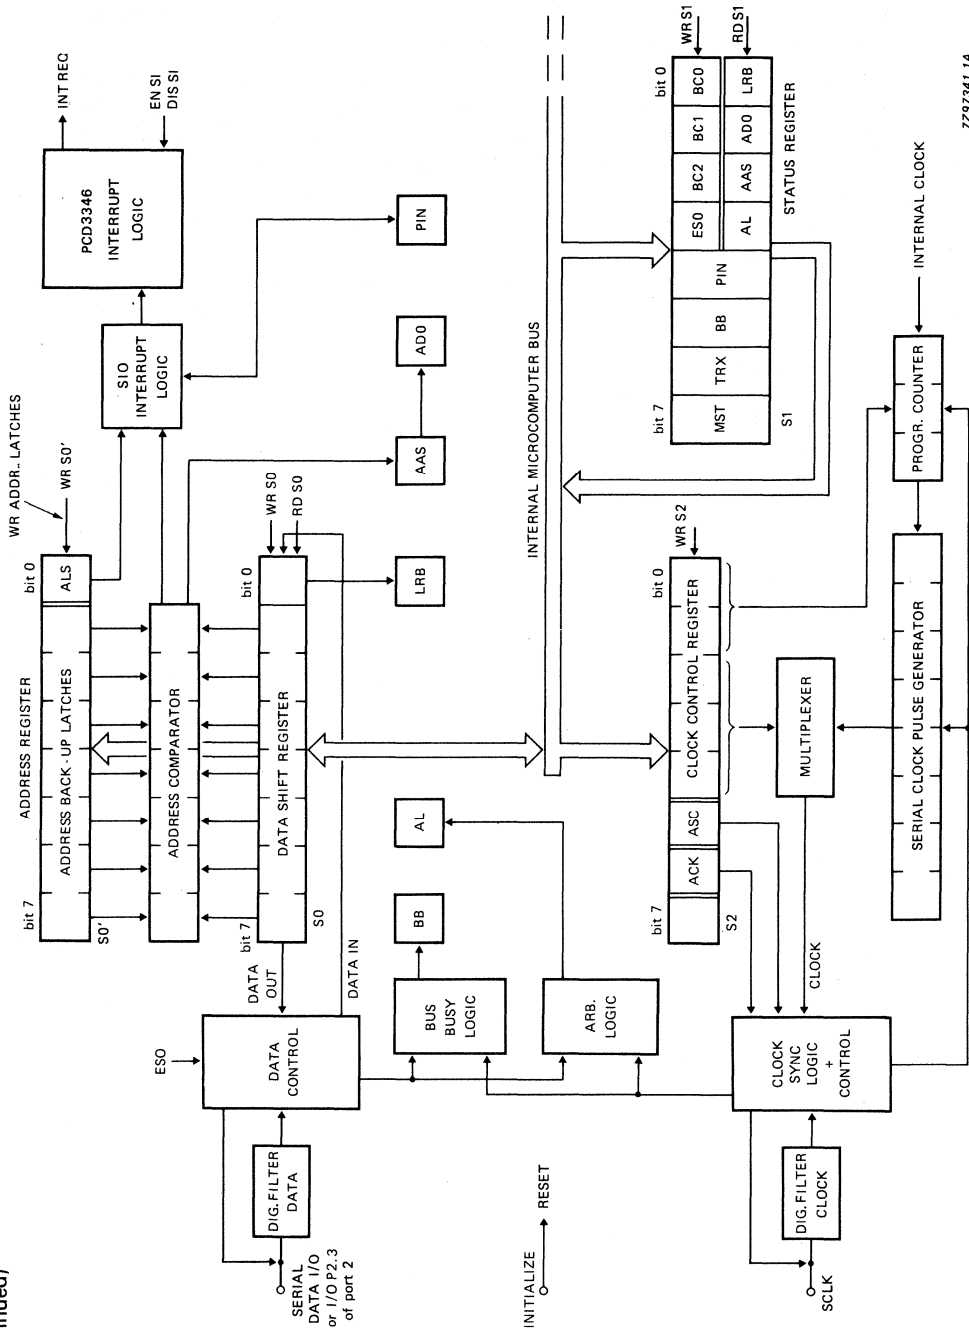 inued)
SERIAL
DATA I/O
or I/O P2.3
of port 2
DIG. FILTER
DATA
ESO
DATA
CONTROL
DATA
OUT
DATA IN
ADDRESS REGISTER
bit 7
bit 0
ADDRESS BACK-UP LATCHES
ALS
S0'
WR ADDR.. LATCHES
WR S0'
ADDRESS COMPARATOR
bit 7
bit 0
DATA SHIFT REGISTER
S0
WR S0
RD S0
SIO
INTERRUPT
LOGIC
PCD3346
INTERRUPT
LOGIC
INT REQ
EN SI
DIS SI
BUS
BUSY
LOGIC
BB
AL
LRB
AAS
AD0
PIN
ARB.
LOGIC
INITIALIZE
RESET
INTERNAL MICROCOMPUTER BUS
SCLK
DIG. FILTER
CLOCK
CLOCK
SYNC
LOGIC
+
CONTROL
CLOCK
bit 7
bit 0
ACK
ASC
CLOCK CONTROL REGISTER
S2
WR S2
MULTIPLEXER
SERIAL CLOCK PULSE GENERATOR
PROGR. COUNTER
INTERNAL CLOCK
bit 7
bit 0
MST
TRX
BB
PIN
ES0
BC2
BC1
BC0
AL
AAS
AD0
LRB
S1
STATUS REGISTER
WR S1
RD S1
7Z97341.1A